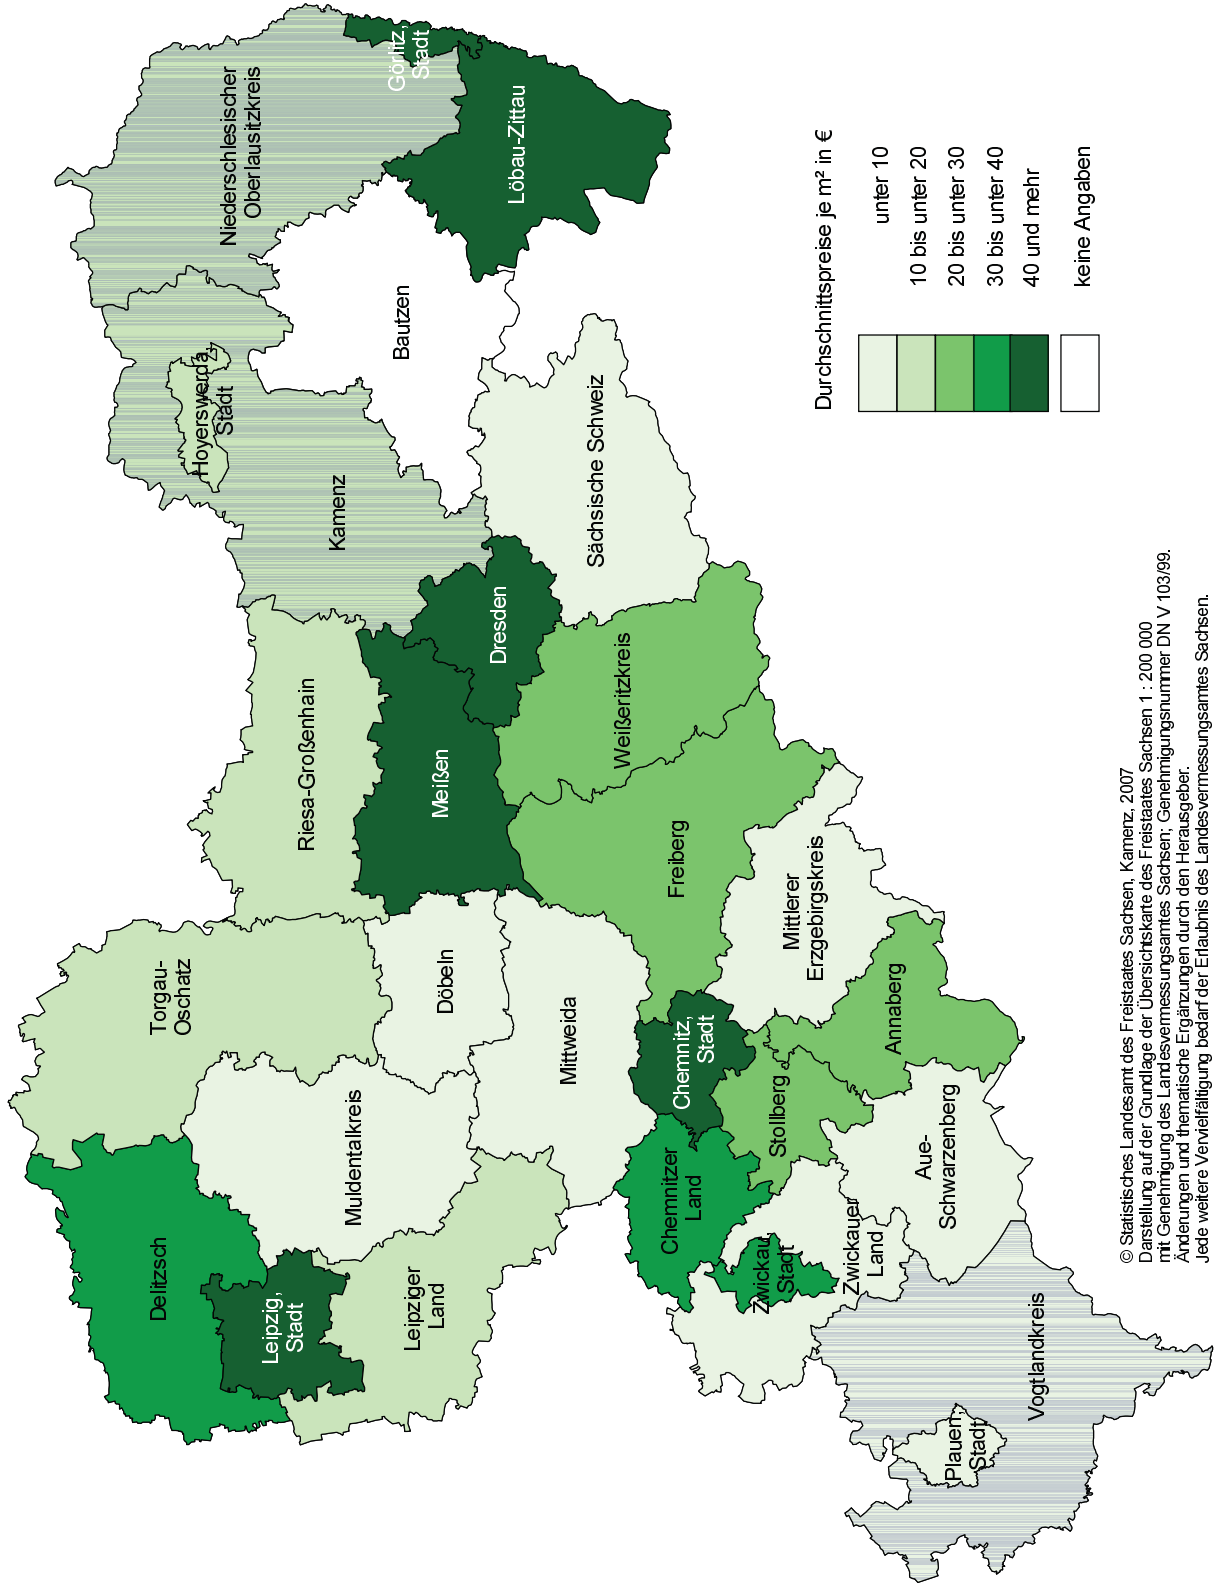 Niederschlesischer
Oberlausitzkreis
Görlitz,
Stadt
Löbau-Zittau
Bautzen
Hoyerswerda,
Stadt
Kamenz
Sächsische Schweiz
Dresden
Meißen
Riesa-Großenhain
Weißeritzkreis
Freiberg
Mittlerer
Erzgebirgskreis
Annaberg
Torgau-
Oschatz
Döbeln
Mittweida
Chemnitz,
Stadt
Stollberg
Aue-
Schwarzenberg
Muldentalkreis
Chemnitzer
Land
Delitzsch
Leipzig,
Stadt
Leipziger
Land
Zwickau,
Stadt
Zwickauer
Land
Vogtlandkreis
Plauen,
Stadt
Durchschnittspreise je m² in €
unter 10
10 bis unter 20
20 bis unter 30
30 bis unter 40
40 und mehr
keine Angaben
© Statistisches Landesamt des Freistaates Sachsen, Kamenz, 2007
Darstellung auf der Grundlage der Übersichtskarte des Freistaates Sachsen 1 : 200 000
mit Genehmigung des Landesvermessungsamtes Sachsen; Genehmigungsnummer DN V 103/99.
Änderungen und thematische Ergänzungen durch den Herausgeber.
Jede weitere Vervielfältigung bedarf der Erlaubnis des Landesvermessungsamtes Sachsen.